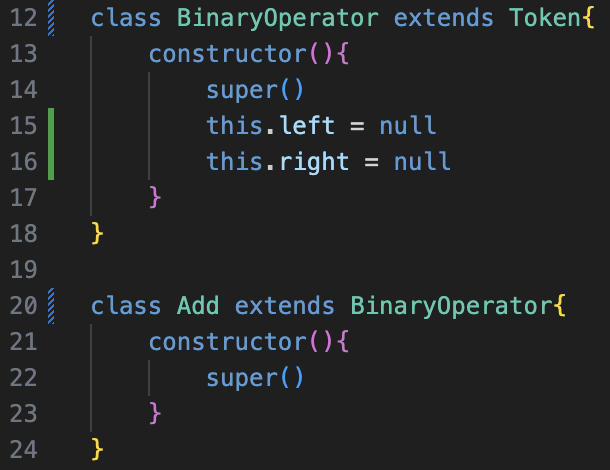 12 class BinaryOperator extends Token{
13     constructor(){
14         super()
15         this.left = null
16         this.right = null
17     }
18 }
19
20 class Add extends BinaryOperator{
21     constructor(){
22         super()
23     }
24 }